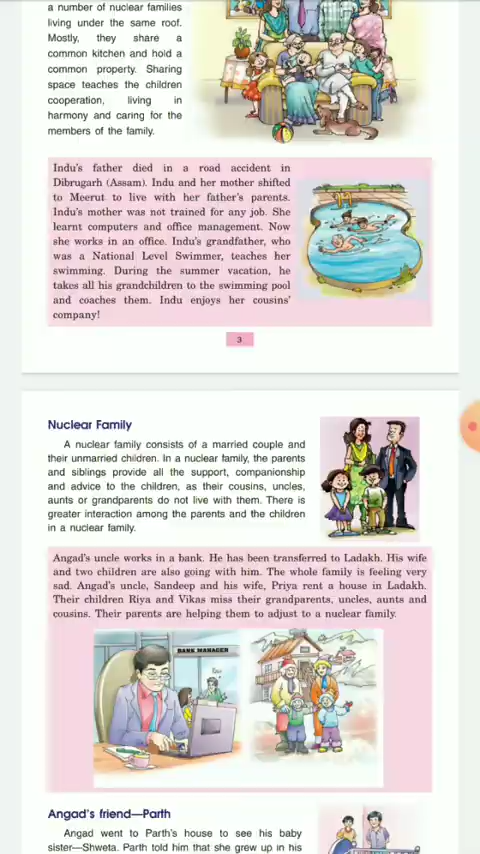 a number of nuclear families
living under the same roof.
Mostly, they share a
common kitchen and hold a
common property. Sharing
space teaches the children
cooperation, living in
harmony and caring for the
members of the family.
Indu's father died in a road accident in
Dibrugarh (Assam). Indu and her mother shifted
to Meerut to live with her father's parents.
Indu's mother was not trained for any job. She
learnt computers and office management. Now
she works in an office. Indu's grandfather, who
was a National Level Swimmer, teaches her
swimming. During the summer vacation, he
takes all his grandchildren to the swimming pool
and coaches them. Indu enjoys her cousins'
company!
3
Nuclear Family
A nuclear family consists of a married couple and
their unmarried children. In a nuclear family, the parents
and siblings provide all the support, companionship
and advice to the children, as their cousins, uncles,
aunts or grandparents do not live with them. There is
greater interaction among the parents and the children
in a nuclear family.
Angad's uncle works in a bank. He has been transferred to Ladakh. His wife
and two children are also going with him. The whole family is feeling very
sad. Angad's uncle, Sandeep and his wife, Priya rent a house in Ladakh.
Their children Riya and Vikas miss their grandparents, uncles, aunts and
cousins. Their parents are helping them to adjust to a nuclear family.
BANK MANAGER
Angad's friend—Parth
Angad went to Parth's house to see his baby
sister—Shweta. Parth told him that she grew up in his